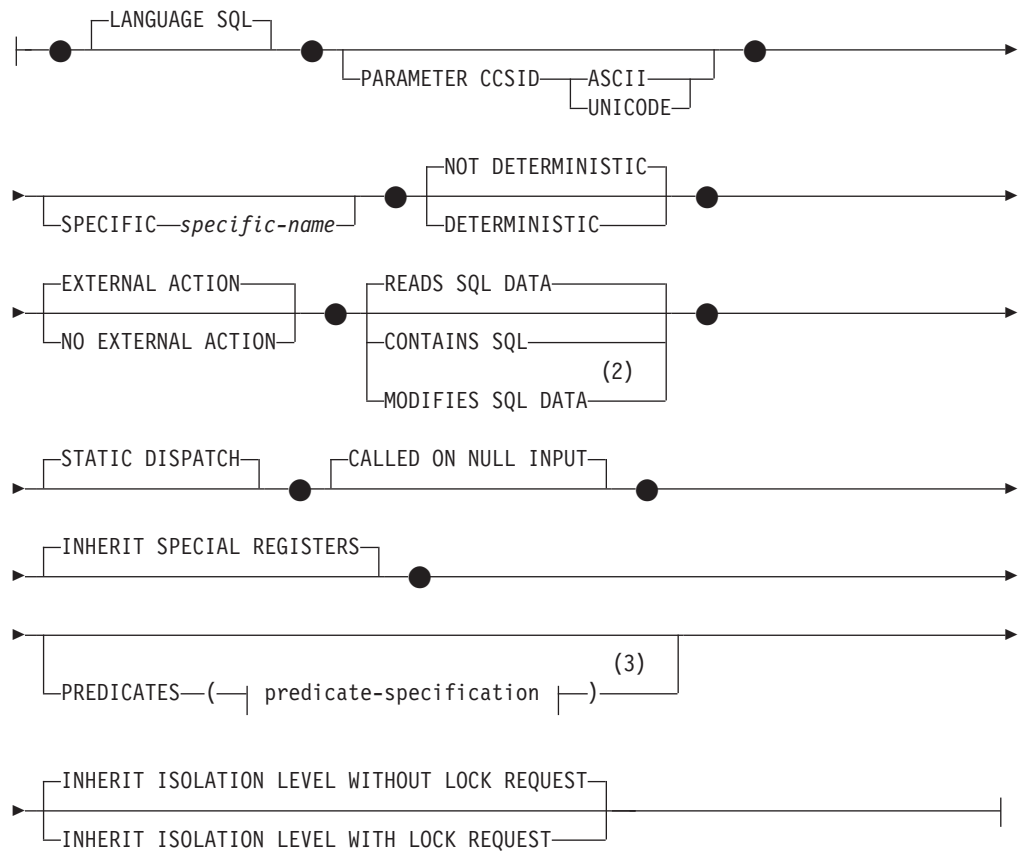 LANGUAGE SQL
PARAMETER CCSID ASCII
UNICODE
SPECIFIC specific-name
NOT DETERMINISTIC
DETERMINISTIC
EXTERNAL ACTION
NO EXTERNAL ACTION
READS SQL DATA
CONTAINS SQL
(2)
MODIFIES SQL DATA
STATIC DISPATCH
CALLED ON NULL INPUT
INHERIT SPECIAL REGISTERS
(3)
PREDICATES ( predicate-specification )
INHERIT ISOLATION LEVEL WITHOUT LOCK REQUEST
INHERIT ISOLATION LEVEL WITH LOCK REQUEST